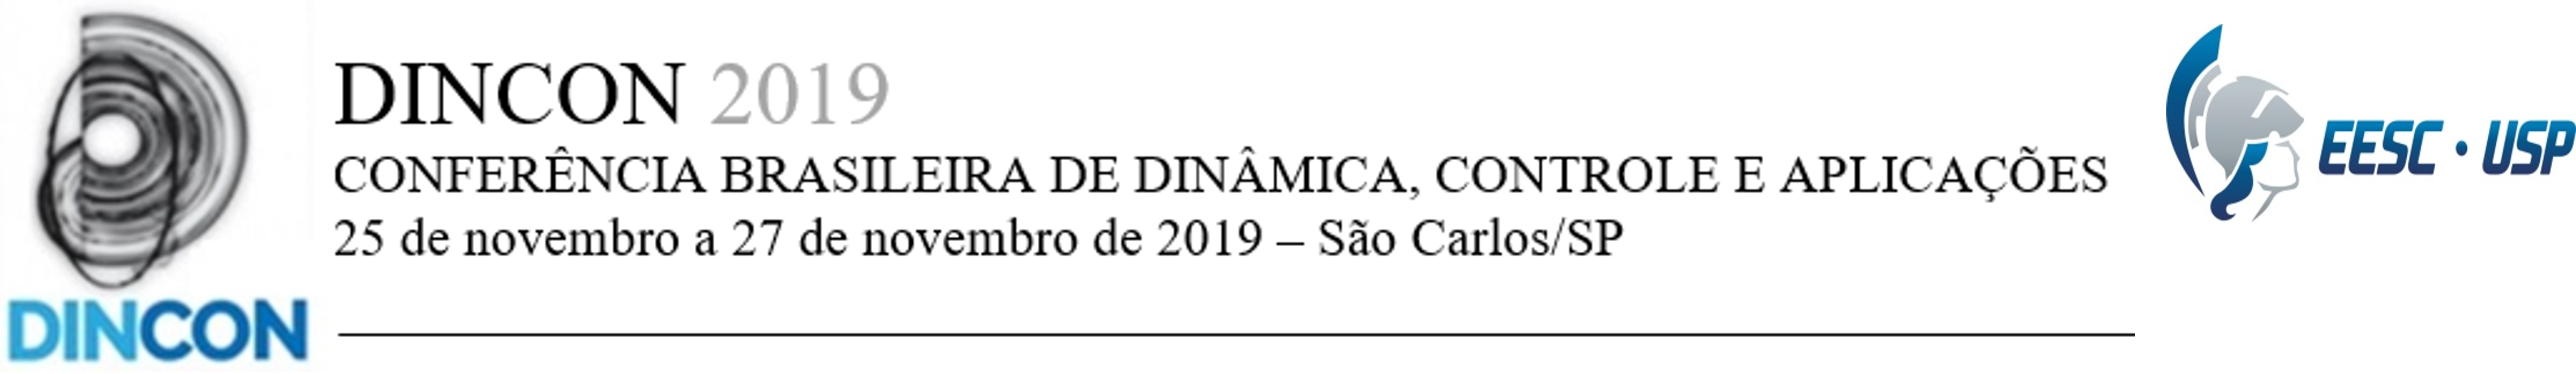 DINCON 2019
CONFERÊNCIA BRASILEIRA DE DINÂMICA, CONTROLE E APLICAÇÕES
25 de novembro a 27 de novembro de 2019 – São Carlos/SP
DINCON
EESC • USP